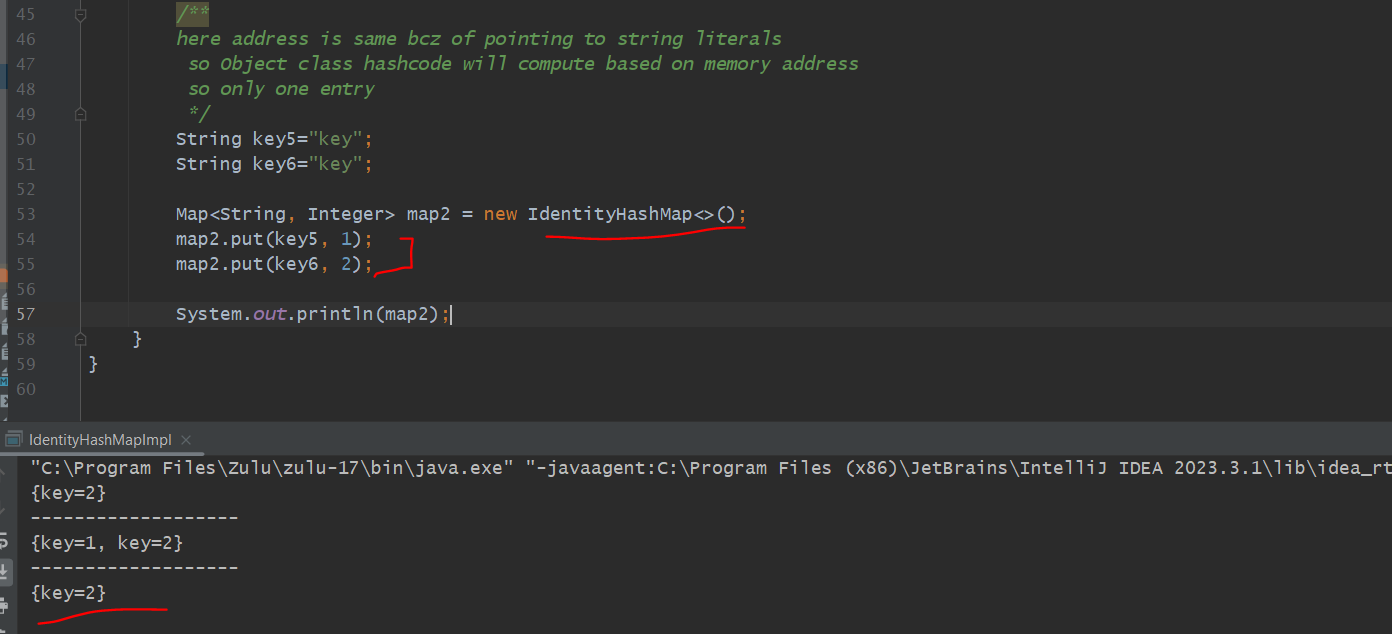 45 /**
46 here address is same bcz of pointing to string literals
47 so Object class hashcode will compute based on memory address
48 so only one entry
49 */
50 String key5="key";
51 String key6="key";
52
53 Map<String, Integer> map2 = new IdentityHashMap<>();
54 map2.put(key5, 1);
55 map2.put(key6, 2);
56
57 System.out.println(map2);
58 }
59 }
60
IdentityHashMapImpl ×
"C:\Program Files\Zulu\zulu-17\bin\java.exe" "-javaagent:C:\Program Files (x86)\JetBrains\IntelliJ IDEA 2023.3.1\lib\idea_rt
{key=2}
-------------------
{key=1, key=2}
-------------------
{key=2}